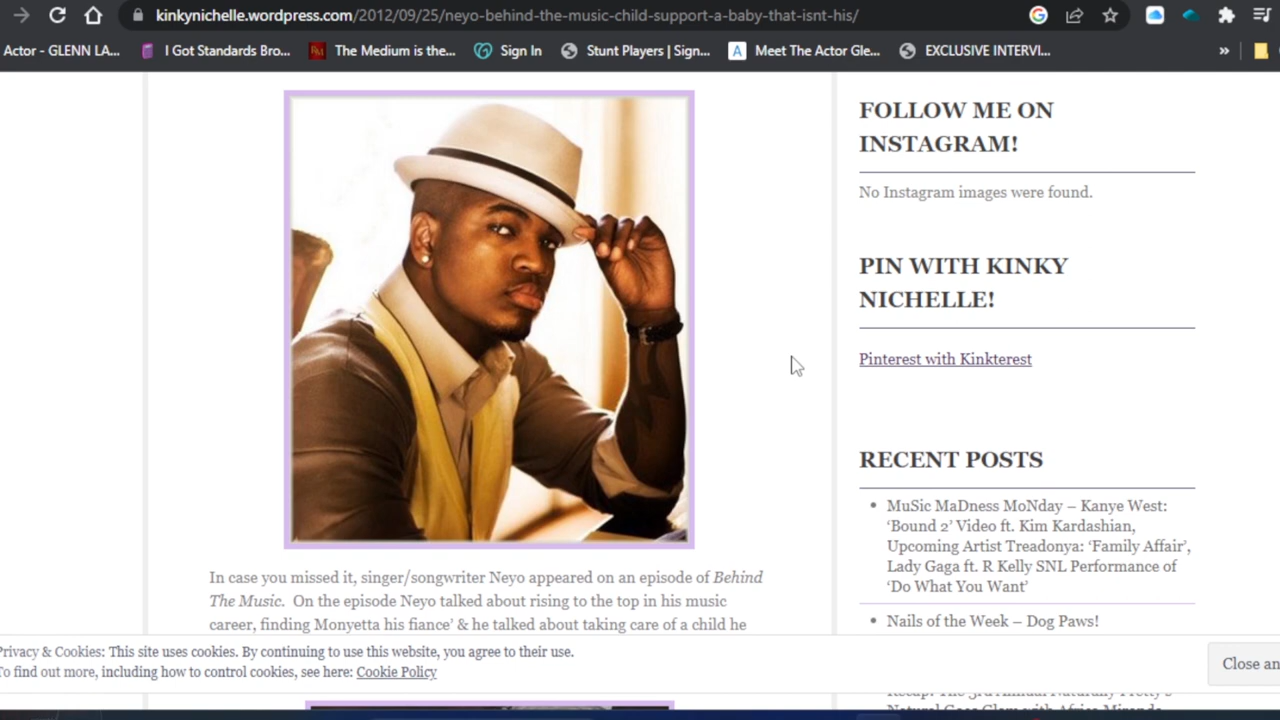 kinkynichelle.wordpress.com/2012/09/25/neyo-behind-the-music-child-support-a-baby-that-isnt-his/
Actor - GLENN LA... I Got Standards Bro... The Medium is the... Sign In Stunt Players | Sign... Meet The Actor Gle... EXCLUSIVE INTERVI... »
FOLLOW ME ON
INSTAGRAM!
No Instagram images were found.
PIN WITH KINKY
NICHELLE!
Pinterest with Kinkterest
RECENT POSTS
MuSic MaDness MoNday – Kanye West:
‘Bound 2’ Video ft. Kim Kardashian,
Upcoming Artist Treadonya: ‘Family Affair’,
Lady Gaga ft. R Kelly SNL Performance of
‘Do What You Want’
Nails of the Week – Dog Paws!
In case you missed it, singer/songwriter Neyo appeared on an episode of Behind
The Music.  On the episode Neyo talked about rising to the top in his music
career, finding Monyetta his fiance’ & he talked about taking care of a child he
Privacy & Cookies: This site uses cookies. By continuing to use this website, you agree to their use.
To find out more, including how to control cookies, see here: Cookie Policy
Close an